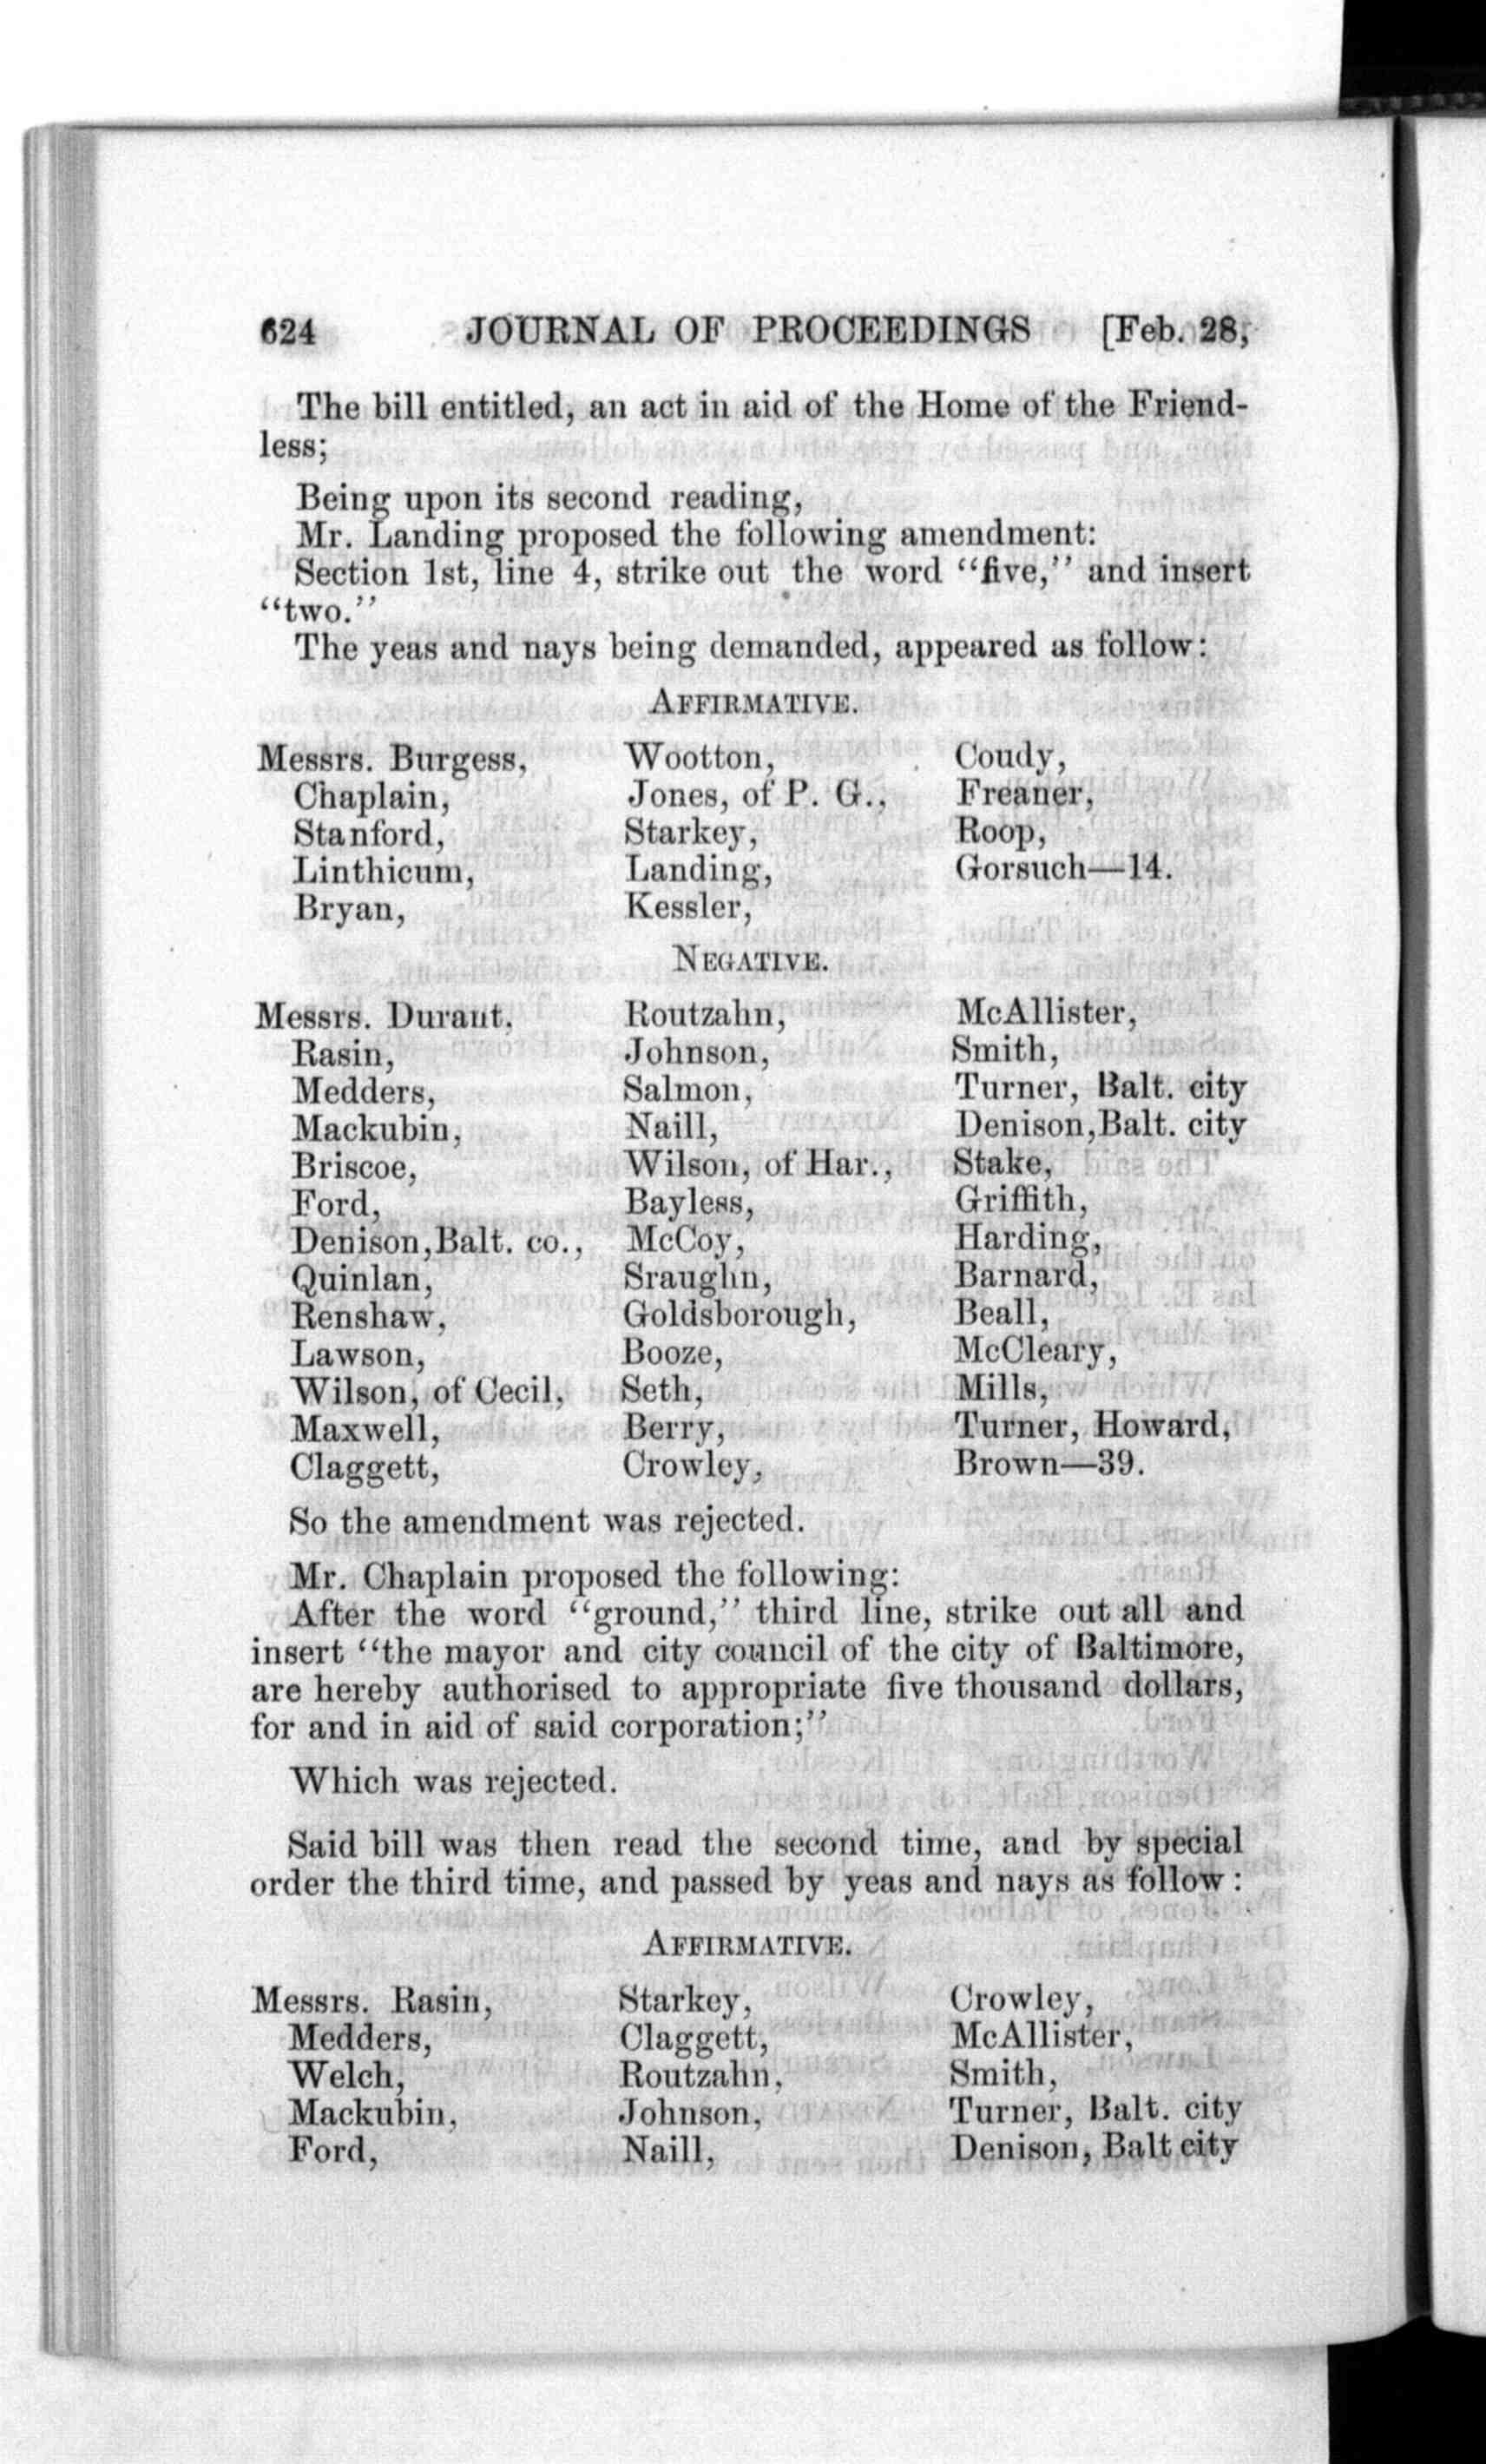 624 JOURNAL OF PROCEEDINGS [Feb. 28,
The bill entitled, an act in aid of the Home of the Friend-
less;
Being upon its second reading,
Mr. Landing proposed the following amendment:
Section 1st, line 4, strike out the word “five,” and insert
“two.”
The yeas and nays being demanded, appeared as follow:
AFFIRMATIVE.
Messrs. Burgess, Wootton, Coudy,
Chaplain, Jones, of P. G., Freaner,
Stanford, Starkey, Roop,
Linthicum, Landing, Gorsuch—14.
Bryan, Kessler,
NEGATIVE.
Messrs. Durant. Routzahn, McAllister,
Rasin, Johnson, Smith,
Medders, Salmon, Turner, Balt. city
Mackubin, Naill, Denison,Balt. city
Briscoe, Wilson, of Har., Stake,
Ford, Bayless, Griffith,
Denison,Balt. co., McCoy, Harding,
Quinlan, Sraughn, Barnard,
Renshaw, Goldsborough, Beall,
Lawson, Booze, McCleary,
Wilson, of Cecil, Seth, Mills,
Maxwell, Berry, Turner, Howard,
Claggett, Crowley, Brown—39.
So the amendment was rejected.
Mr. Chaplain proposed the following:
After the word “ground,” third line, strike out all and
insert “the mayor and city council of the city of Baltimore,
are hereby authorised to appropriate five thousand dollars,
for and in aid of said corporation;”
Which was rejected.
Said bill was then read the second time, and by special
order the third time, and passed by yeas and nays as follow:
AFFIRMATIVE.
Messrs. Rasin, Starkey, Crowley,
Medders, Claggett, McAllister,
Welch, Routzahn, Smith,
Mackubin, Johnson, Turner, Balt. city
Ford, Naill, Denison, Balt city